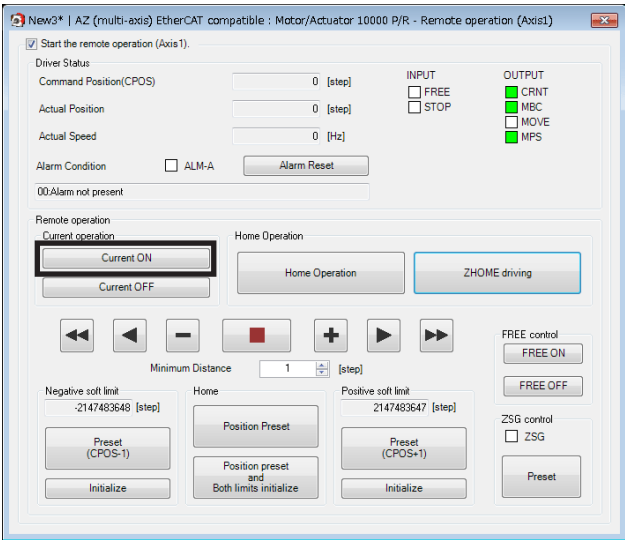 New3* | AZ (multi-axis) EtherCAT compatible : Motor/Actuator 10000 P/R - Remote operation (Axis1)
Start the remote operation (Axis1).
Driver Status
Command Position(CPOS)
0 [step]
Actual Position
0 [step]
Actual Speed
0 [Hz]
INPUT
FREE
STOP
OUTPUT
CRNT
MBC
MOVE
MPS
Alarm Condition
ALM-A
Alarm Reset
00:Alarm not present
Remote operation
Current operation
Current ON
Current OFF
Home Operation
Home Operation
ZHOME driving
Minimum Distance
1 [step]
FREE control
FREE ON
FREE OFF
Negative soft limit
-2147483648 [step]
Preset
(CPOS-1)
Initialize
Home
Position Preset
Position preset
and
Both limits initialize
Positive soft limit
2147483647 [step]
Preset
(CPOS+1)
Initialize
ZSG control
ZSG
Preset